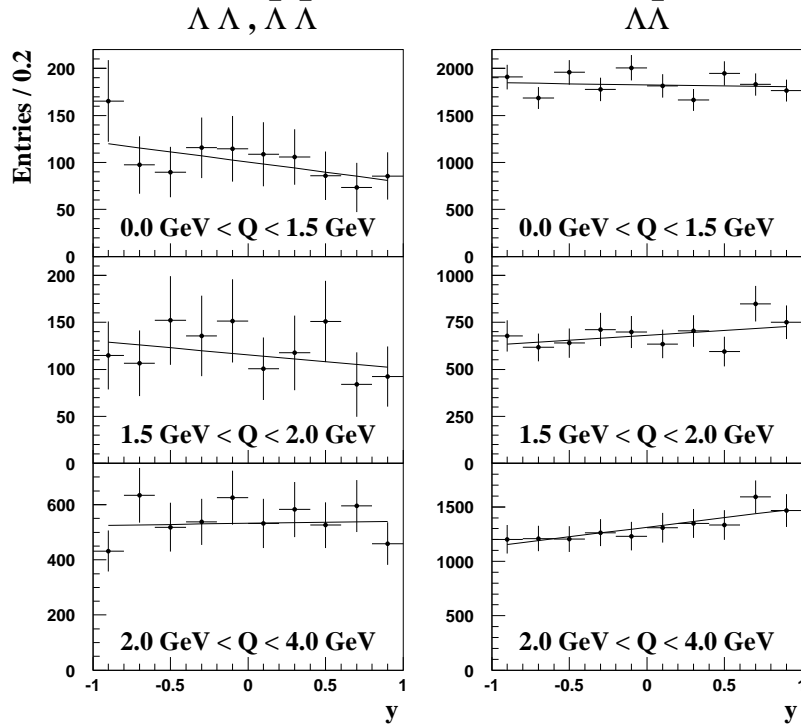 Λ Λ , Λ̄ Λ̄
ΛΛ̄
Entries / 0.2
200
150
100
50
0
0.0 GeV < Q < 1.5 GeV
2000
1500
1000
500
0
0.0 GeV < Q < 1.5 GeV
200
150
100
50
0
1.5 GeV < Q < 2.0 GeV
1000
750
500
250
0
1.5 GeV < Q < 2.0 GeV
600
400
200
0
2.0 GeV < Q < 4.0 GeV
-1 -0.5 0 0.5 1
y
1500
1000
500
0
2.0 GeV < Q < 4.0 GeV
-1 -0.5 0 0.5 1
y